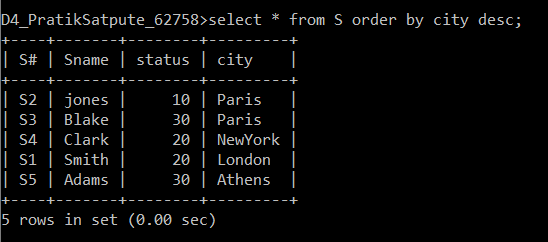 D4_PratikSatpute_62758>select * from S order by city desc;
+----+-------+--------+---------+
| S# | Sname | status | city    |
+----+-------+--------+---------+
| S2 | jones |     10 | Paris   |
| S3 | Blake |     30 | Paris   |
| S4 | Clark |     20 | NewYork |
| S1 | Smith |     20 | London  |
| S5 | Adams |     30 | Athens  |
+----+-------+--------+---------+
5 rows in set (0.00 sec)